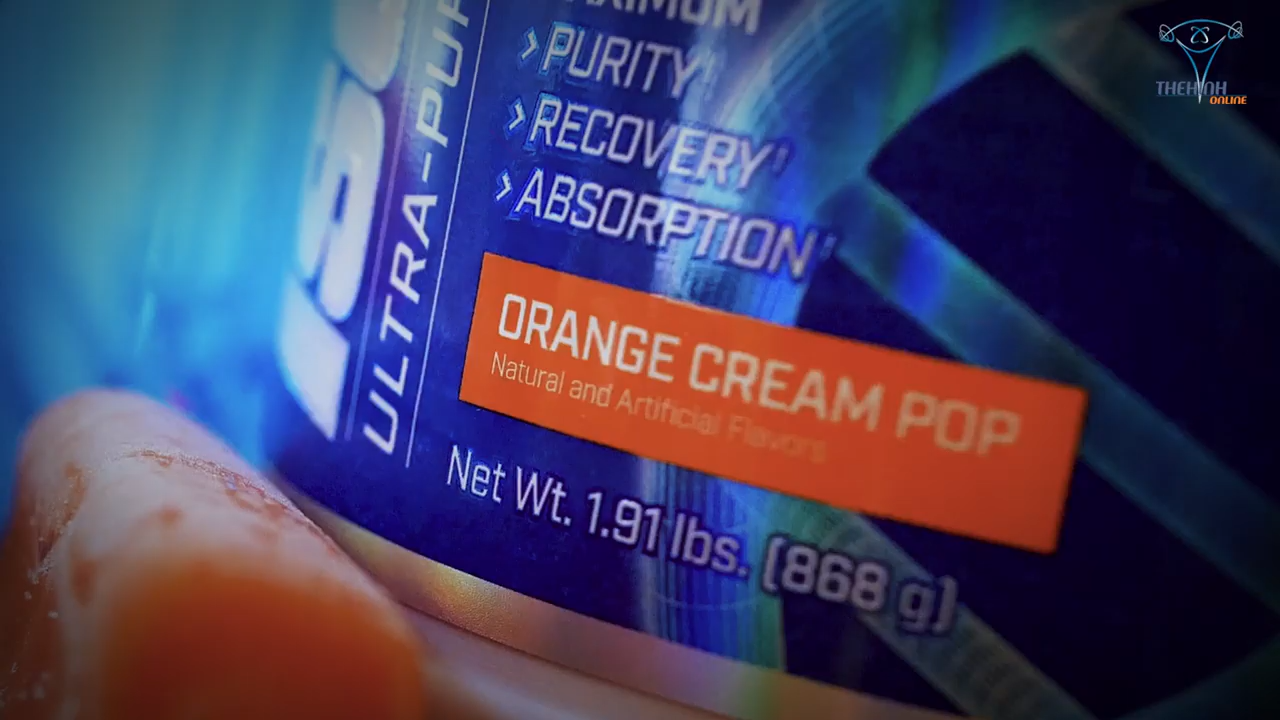 ULTRA-PUR
PURITY†
RECOVERY†
ABSORPTION†
ORANGE CREAM POP
Natural and Artificial Flavors
Net Wt. 1.91 lbs. (868 g)
THEHINH
ONLINE